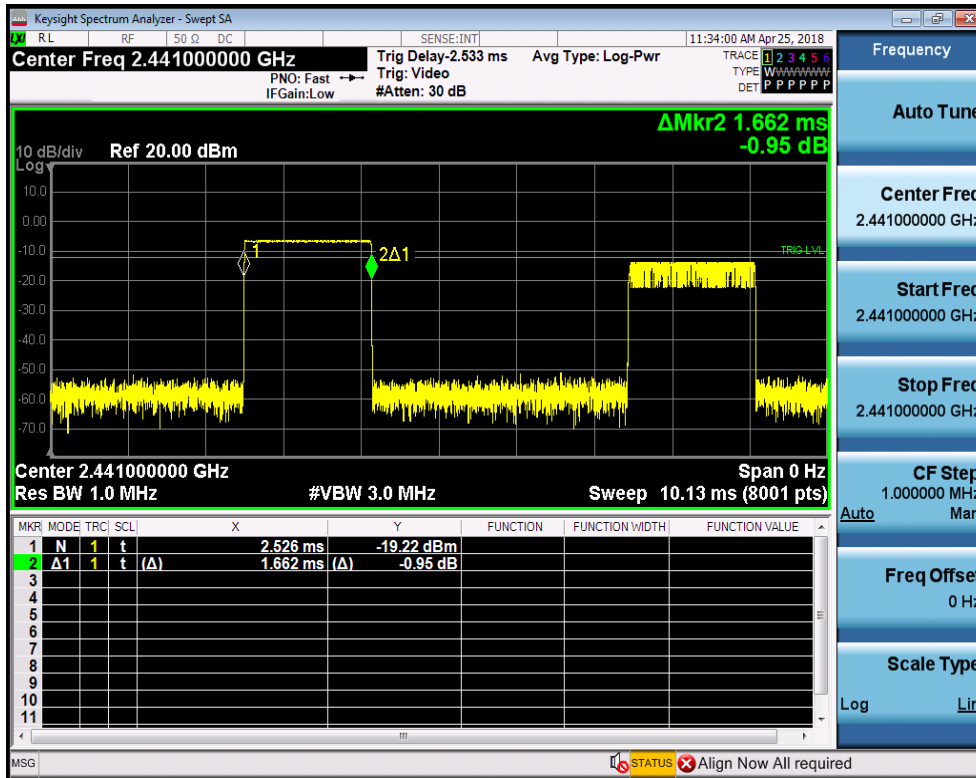 Keysight Spectrum Analyzer - Swept SA
LXI RL RF 50 Ω DC SENSE:INT 11:34:00 AM Apr 25, 2018
Center Freq 2.441000000 GHz
PNO: Fast
IFGain:Low
Trig Delay-2.533 ms
Trig: Video
#Atten: 30 dB
Avg Type: Log-Pwr
TRACE 1 2 3 4 5 6
TYPE WWWWWW
DET P P P P P P
ΔMkr2 1.662 ms
-0.95 dB
10 dB/div Ref 20.00 dBm
Log
10.0
0.00
-10.0
-20.0
-30.0
-40.0
-50.0
-60.0
-70.0
1
2Δ1
TRIG LVL
Center 2.441000000 GHz Span 0 Hz
Res BW 1.0 MHz #VBW 3.0 MHz Sweep 10.13 ms (8001 pts)
MKR MODE TRC SCL X Y FUNCTION FUNCTION WIDTH FUNCTION VALUE
1 N 1 t 2.526 ms -19.22 dBm
2 Δ1 1 t (Δ) 1.662 ms (Δ) -0.95 dB
3
4
5
6
7
8
9
10
11
MSG STATUS Align Now All required
Frequency
Auto Tune
Center Freq
2.441000000 GHz
Start Freq
2.441000000 GHz
Stop Freq
2.441000000 GHz
CF Step
1.000000 MHz
Auto Man
Freq Offset
0 Hz
Scale Type
Log Lin